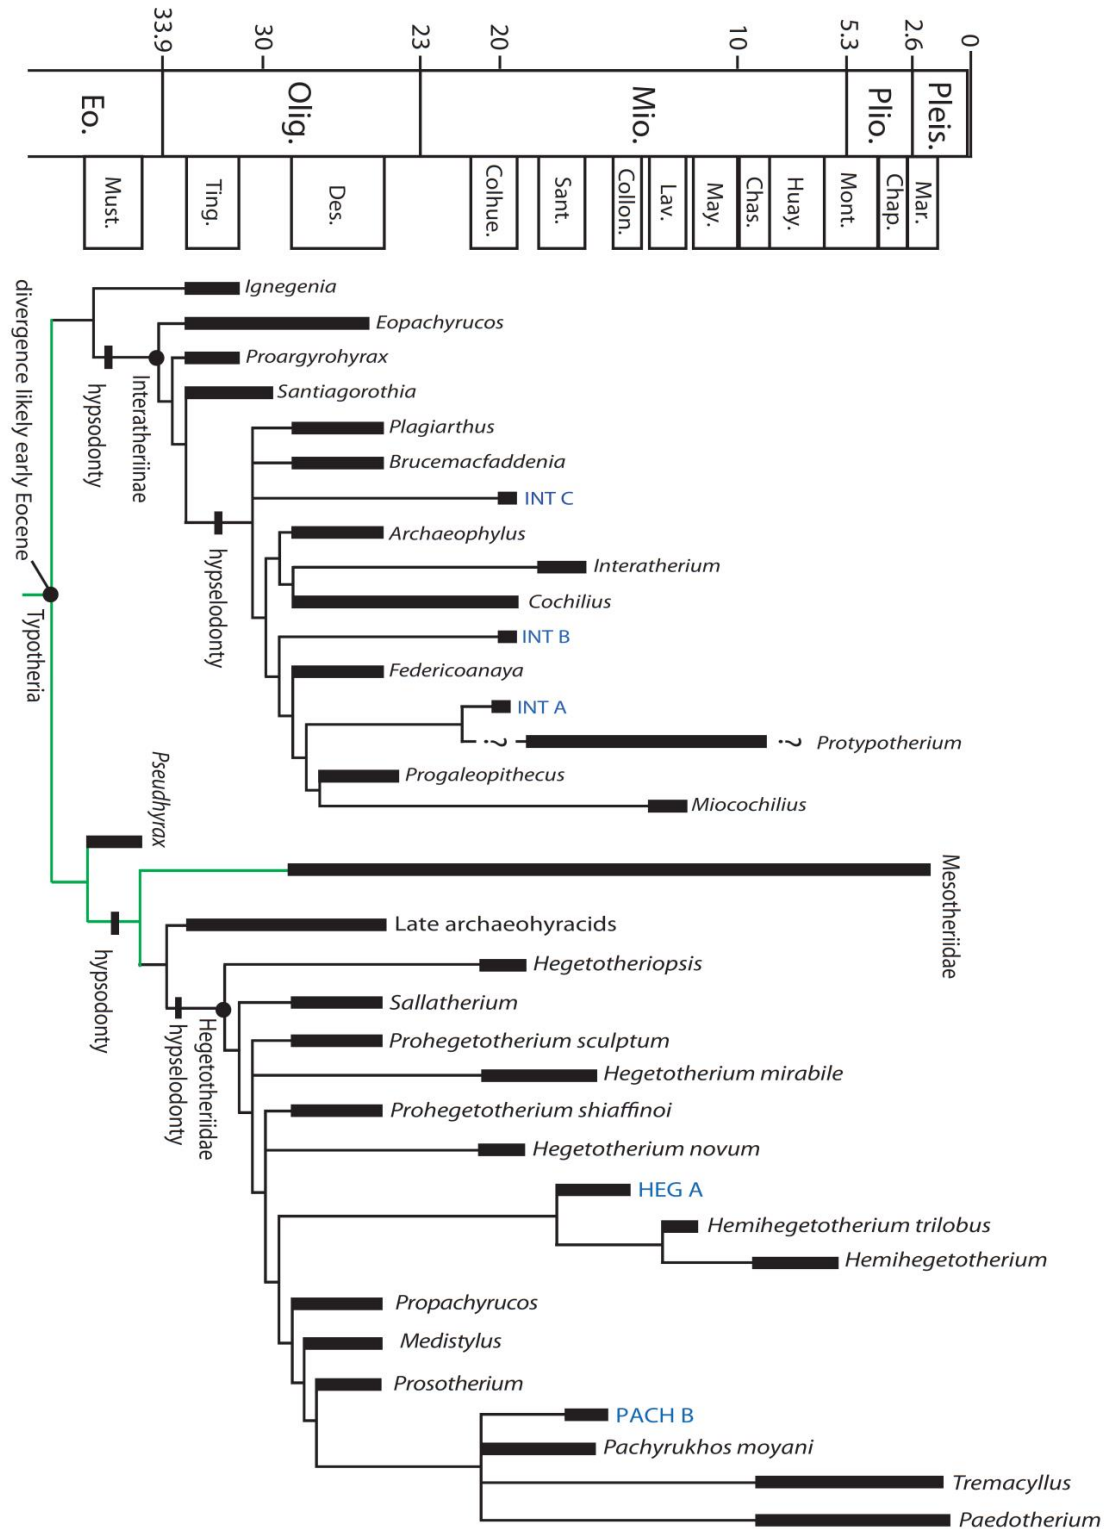 33.9
30
23
20
10
5.3
2.6
0
Eo.
Olig.
Mio.
Plio.
Pleis.
Must.
Ting.
Des.
Colhue.
Sant.
Collon.
Lav.
May.
Chas.
Huay.
Mont.
Chap.
Mar.
Ignegenia
Eopachyrucos
Proargyrohyrax
Santiagorothia
Plagiarthus
Brucemacfaddenia
INT C
Archaeophylus
Interatherium
Cochilius
INT B
Federicoanaya
INT A
? ? Protypotherium
Progaleopithecus
Miocochilius
divergence likely early Eocene
hypsodonty
Interatheriinae
hypselodonty
Typotheria
Pseudhyrax
Mesotheriidae
hypsodonty
Late archaeohyracids
Hegetotheriopsis
Sallatherium
Hegetotheriidae
hypselodonty
Prohegetotherium sculptum
Hegetotherium mirabile
Prohegetotherium shiaffinoi
Hegetotherium novum
HEG A
Hemihegetotherium trilobus
Hemihegetotherium
Propachyrucos
Medistylus
Prosotherium
PACH B
Pachyrukhos moyani
Tremacyllus
Paedotherium